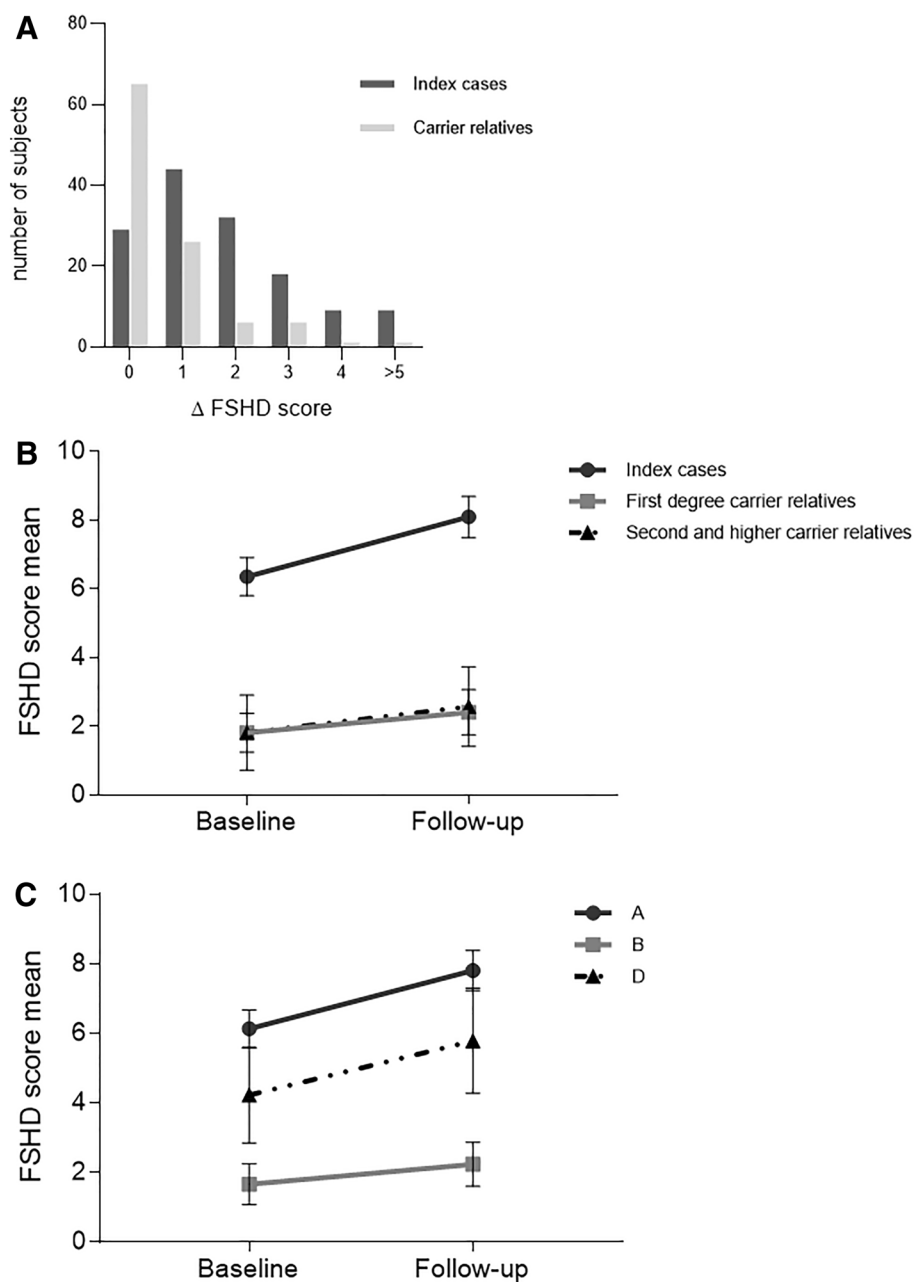 A
80
60
40
20
0
number of subjects
0 1 2 3 4 >5
Δ FSHD score
Index cases
Carrier relatives
B
10
8
6
4
2
0
FSHD score mean
Baseline Follow-up
Index cases
First degree carrier relatives
Second and higher carrier relatives
C
10
8
6
4
2
0
FSHD score mean
Baseline Follow-up
A
B
D